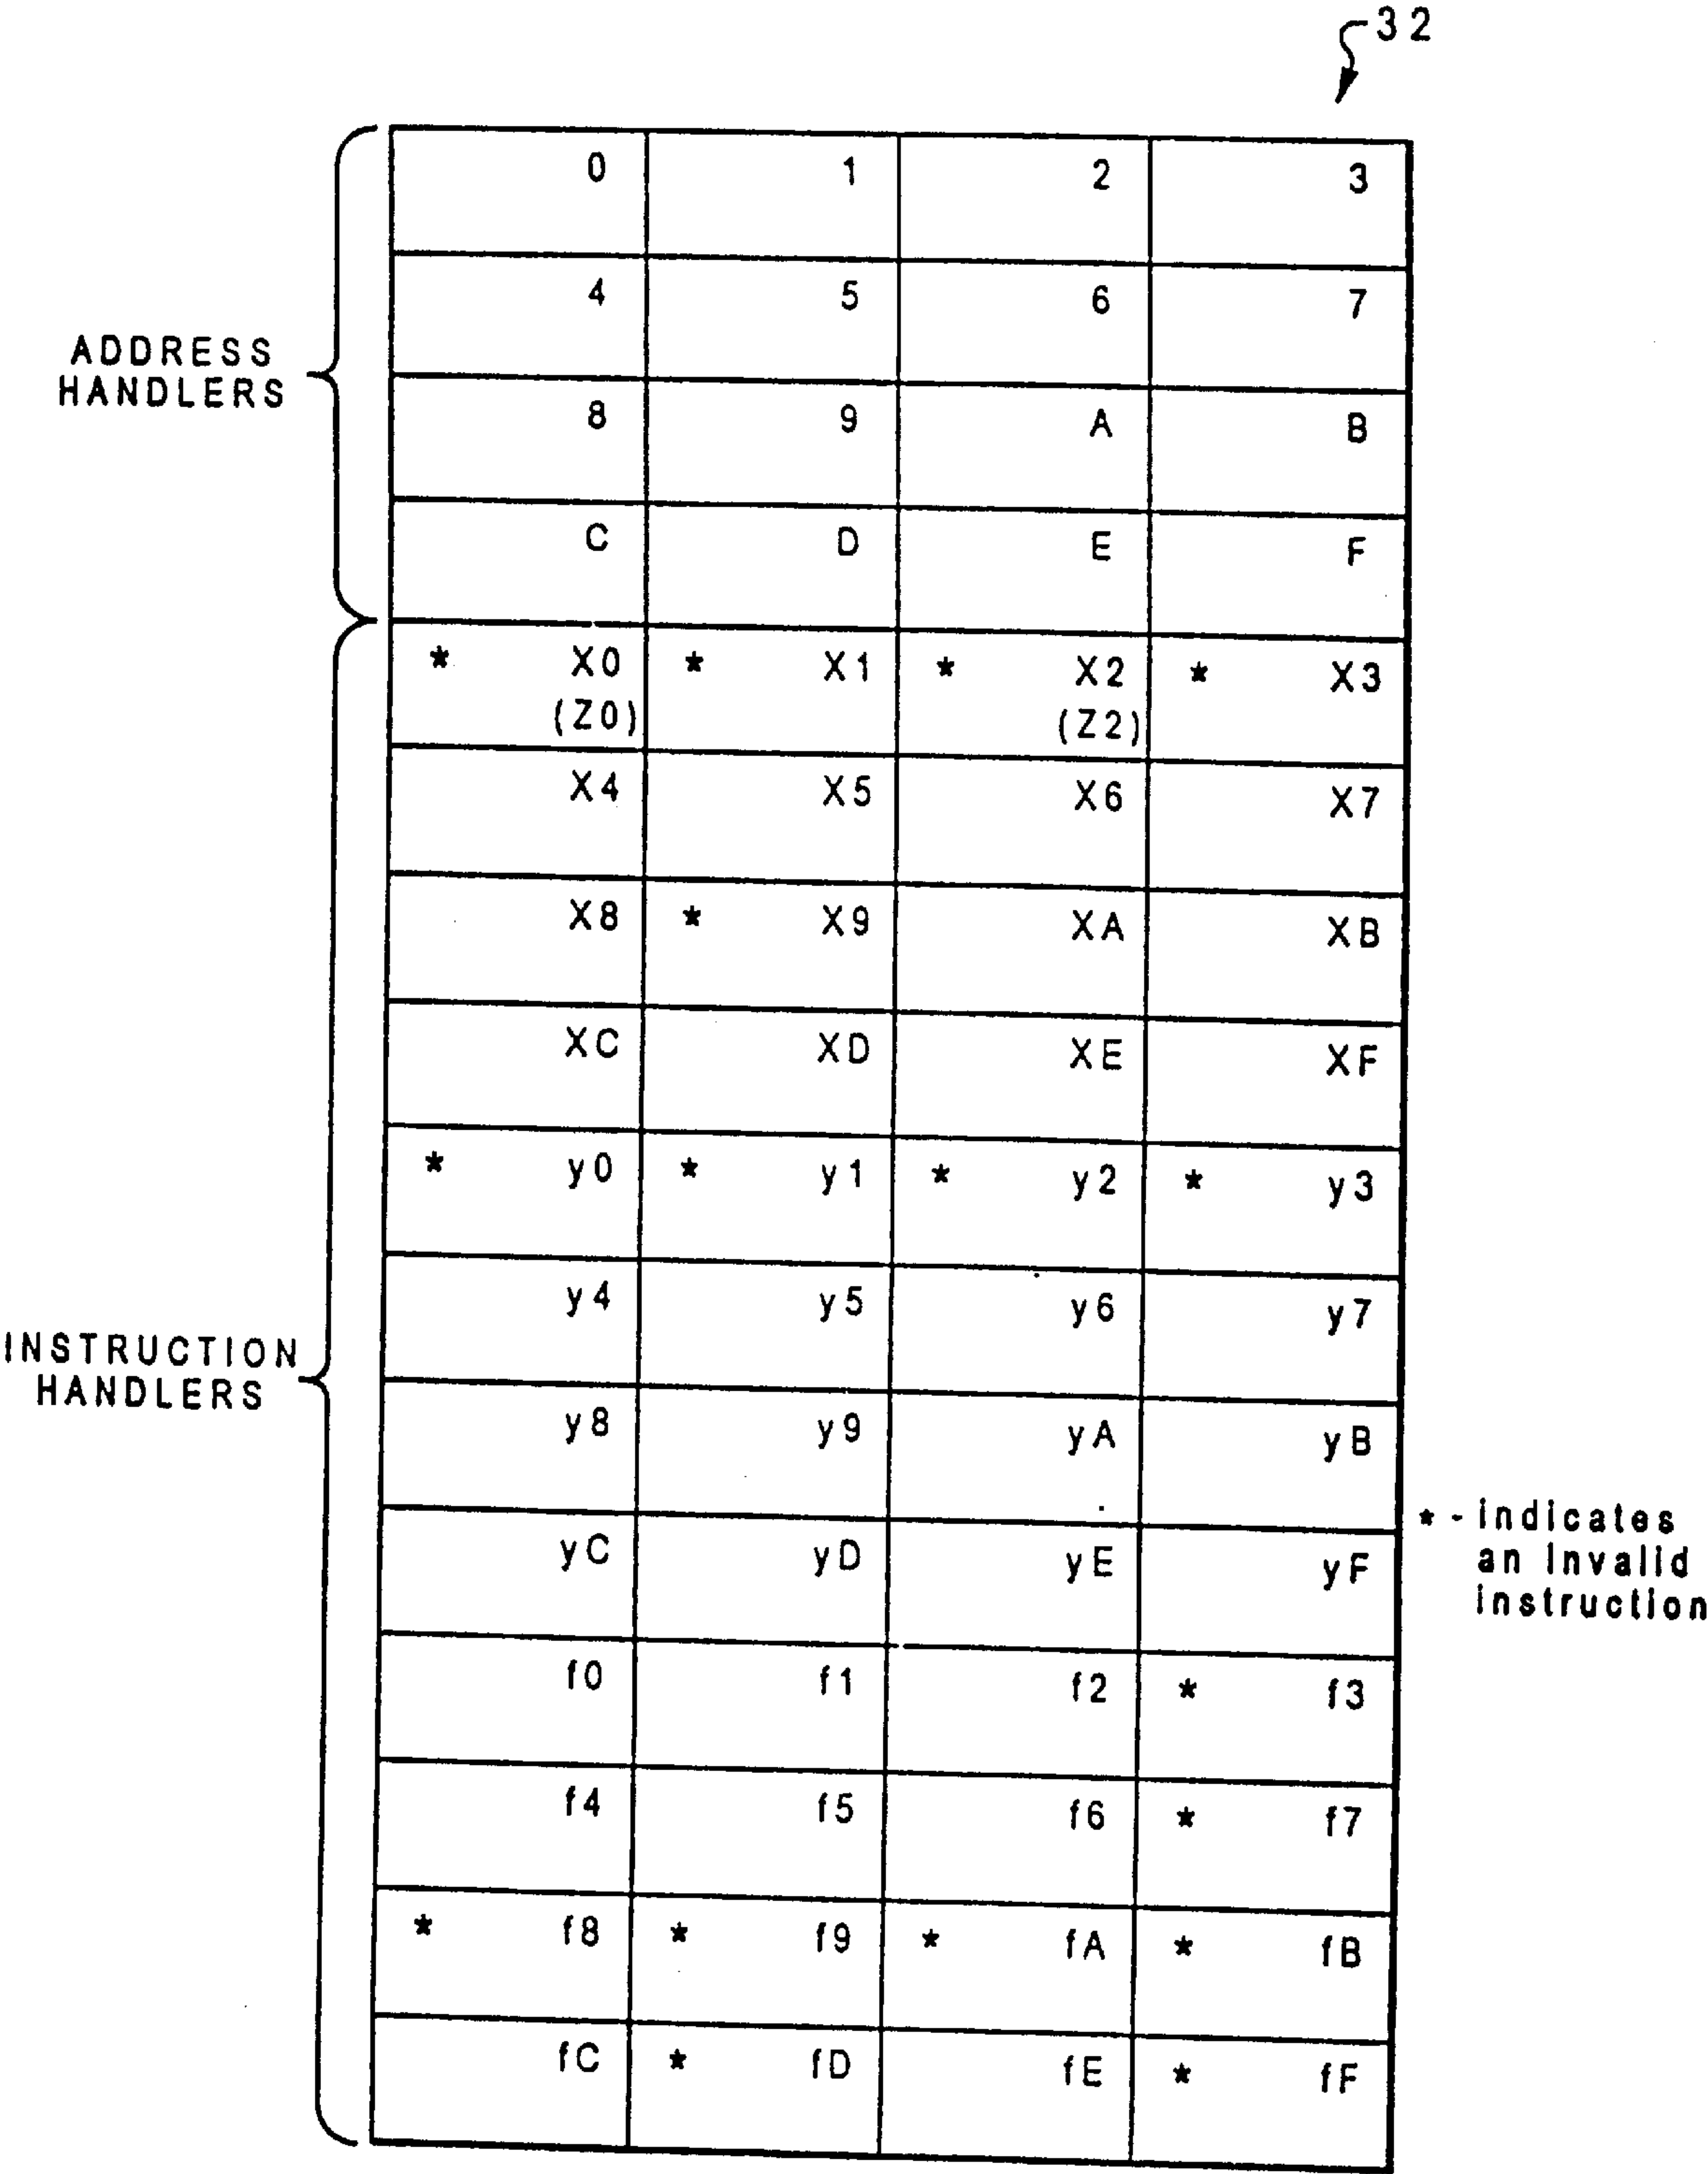 32
0 1 2 3
4 5 6 7
ADDRESS
HANDLERS
8 9 A B
C D E F
* X0 * X1 * X2 * X3
(Z0) (Z2)
X4 X5 X6 X7
X8 * X9 XA XB
XC XD XE XF
* y0 * y1 * y2 * y3
y4 y5 y6 y7
INSTRUCTION
HANDLERS
y8 y9 yA yB
yC yD yE yF
* - indicates
an invalid
instruction
f0 f1 f2 * f3
f4 f5 f6 * f7
* f8 * f9 * fA * fB
fC * fD fE * fF